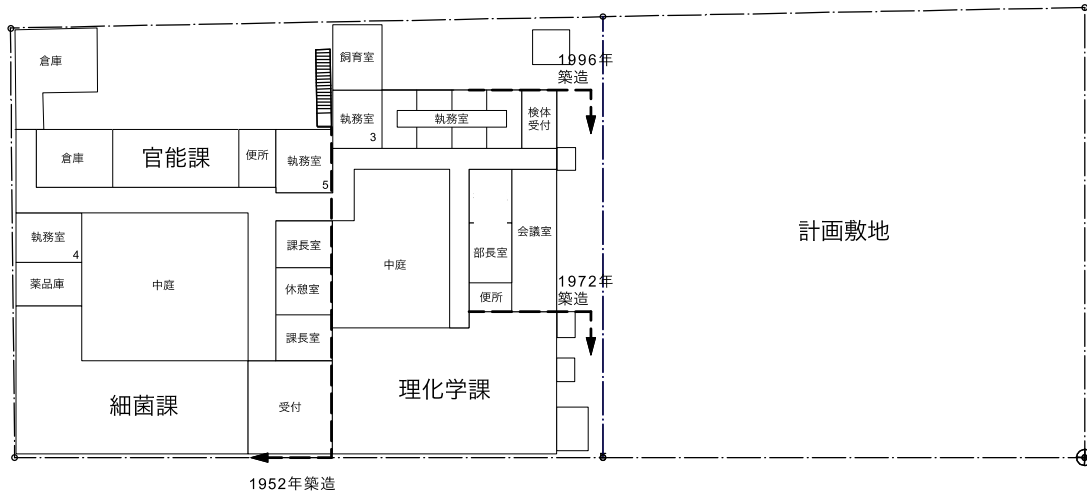 倉庫
飼育室
1996年
築造
執務室
3
執務室
検体
受付
倉庫
官能課
便所
執務室
5
執務室
4
課長室
部長室
会議室
計画敷地
中庭
中庭
薬品庫
休憩室
便所
1972年
築造
課長室
細菌課
受付
理化学課
1952年築造